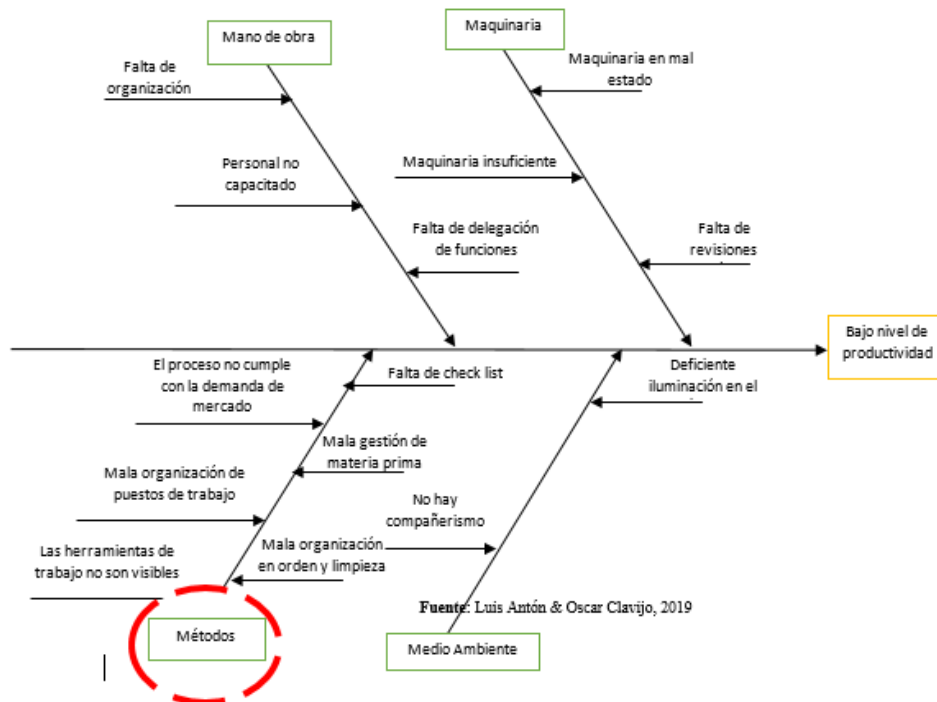 Mano de obra
Maquinaria
Falta de
organización
Maquinaria en mal
estado
Personal no
capacitado
Maquinaria insuficiente
Falta de delegación
de funciones
Falta de
revisiones
Bajo nivel de
productividad
El proceso no cumple
con la demanda de
mercado
Falta de check list
Deficiente
iluminación en el
Mala gestión de
materia prima
Mala organización de
puestos de trabajo
No hay
compañerismo
Las herramientas de
trabajo no son visibles
Mala organización
en orden y limpieza
Fuente: Luis Antón & Oscar Clavijo, 2019
Métodos
Medio Ambiente